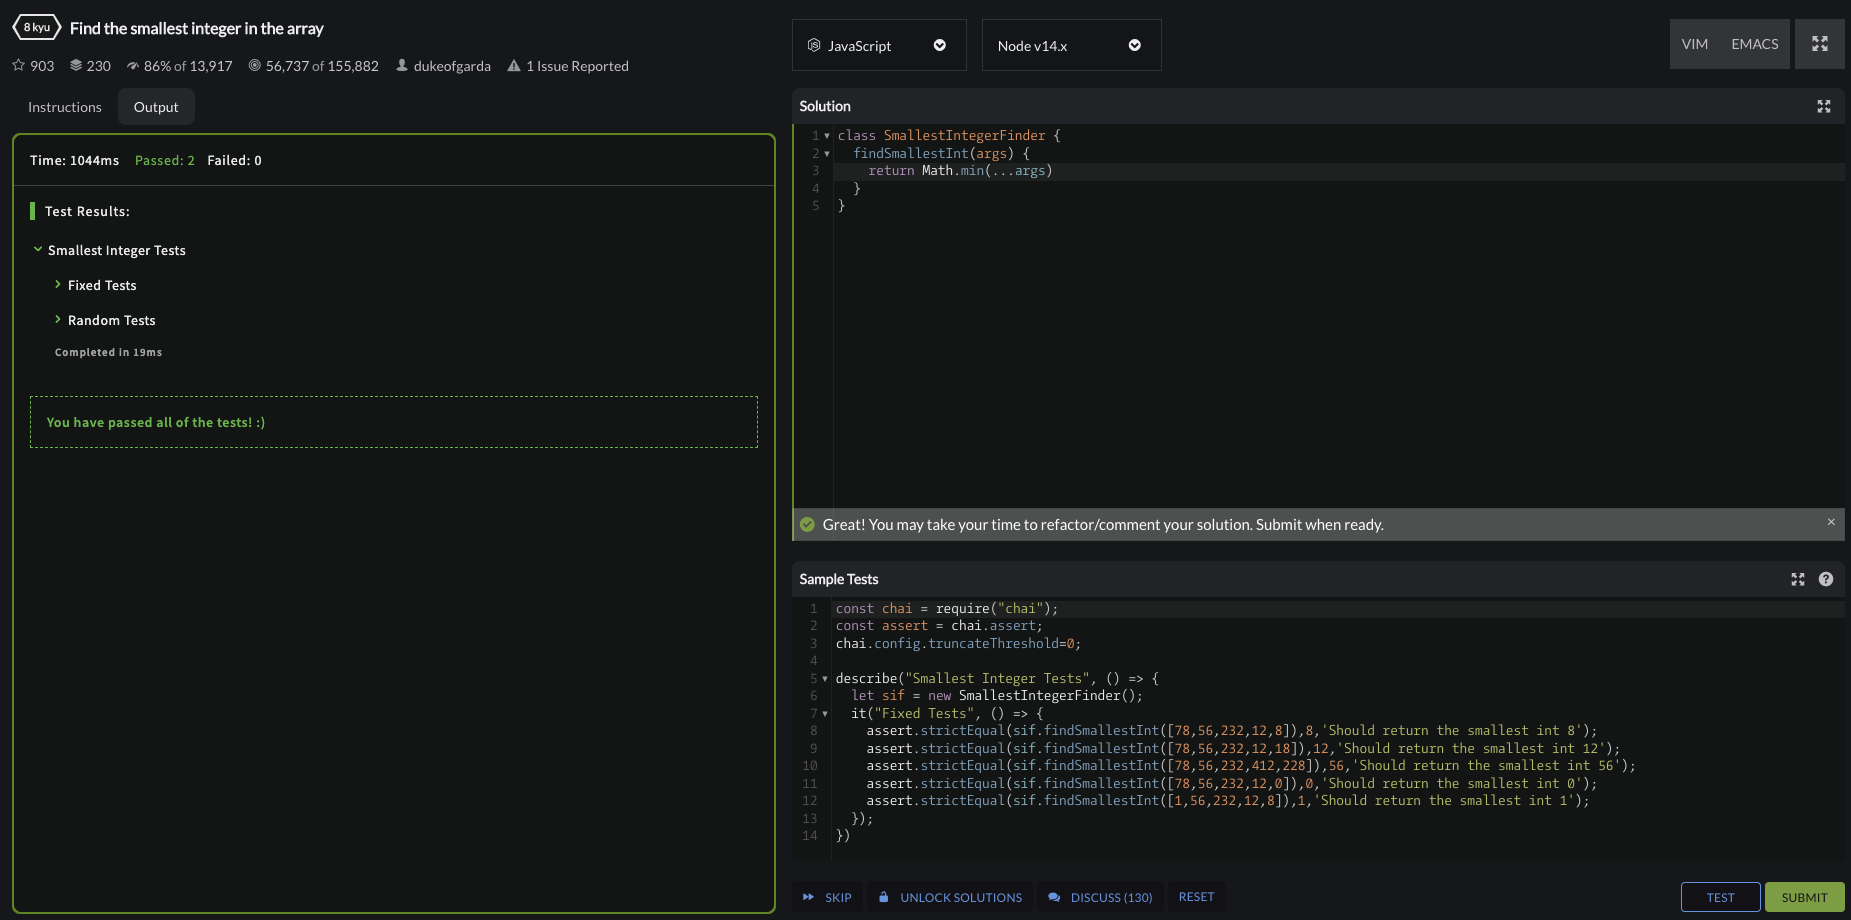 8 kyu Find the smallest integer in the array
903 230 86% of 13,917 56,737 of 155,882 dukeofgarda 1 Issue Reported
Instructions Output
Time: 1044ms Passed: 2 Failed: 0
Test Results:
Smallest Integer Tests
Fixed Tests
Random Tests
Completed in 19ms
You have passed all of the tests! :)
JavaScript Node v14.x VIM EMACS
Solution
1 class SmallestIntegerFinder {
2 findSmallestInt(args) {
3 return Math.min(...args)
4 }
5 }
Great! You may take your time to refactor/comment your solution. Submit when ready. ×
Sample Tests ?
1 const chai = require("chai");
2 const assert = chai.assert;
3 chai.config.truncateThreshold=0;
4
5 describe("Smallest Integer Tests", () => {
6 let sif = new SmallestIntegerFinder();
7 it("Fixed Tests", () => {
8 assert.strictEqual(sif.findSmallestInt([78,56,232,12,8]),8,'Should return the smallest int 8');
9 assert.strictEqual(sif.findSmallestInt([78,56,232,12,18]),12,'Should return the smallest int 12');
10 assert.strictEqual(sif.findSmallestInt([78,56,232,412,228]),56,'Should return the smallest int 56');
11 assert.strictEqual(sif.findSmallestInt([78,56,232,12,0]),0,'Should return the smallest int 0');
12 assert.strictEqual(sif.findSmallestInt([1,56,232,12,8]),1,'Should return the smallest int 1');
13 });
14 })
SKIP UNLOCK SOLUTIONS DISCUSS (130) RESET TEST SUBMIT